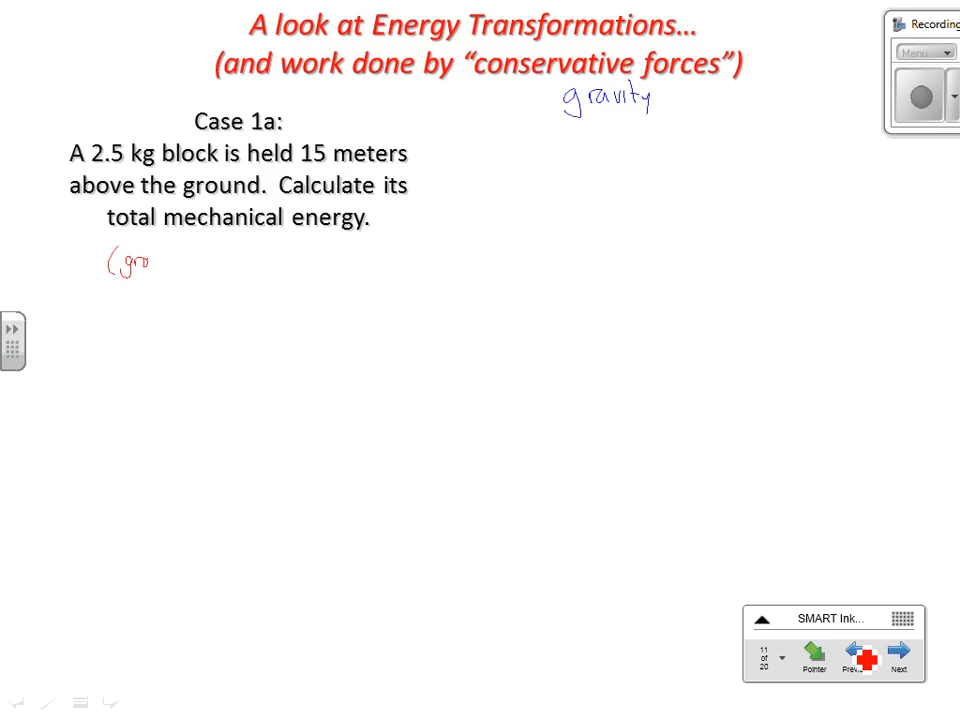 A look at Energy Transformations…
(and work done by “conservative forces”)
gravity
Case 1a:
A 2.5 kg block is held 15 meters
above the ground. Calculate its
total mechanical energy.
(gro
Recording
Menu
SMART Ink...
11
of
20
Pointer
Next